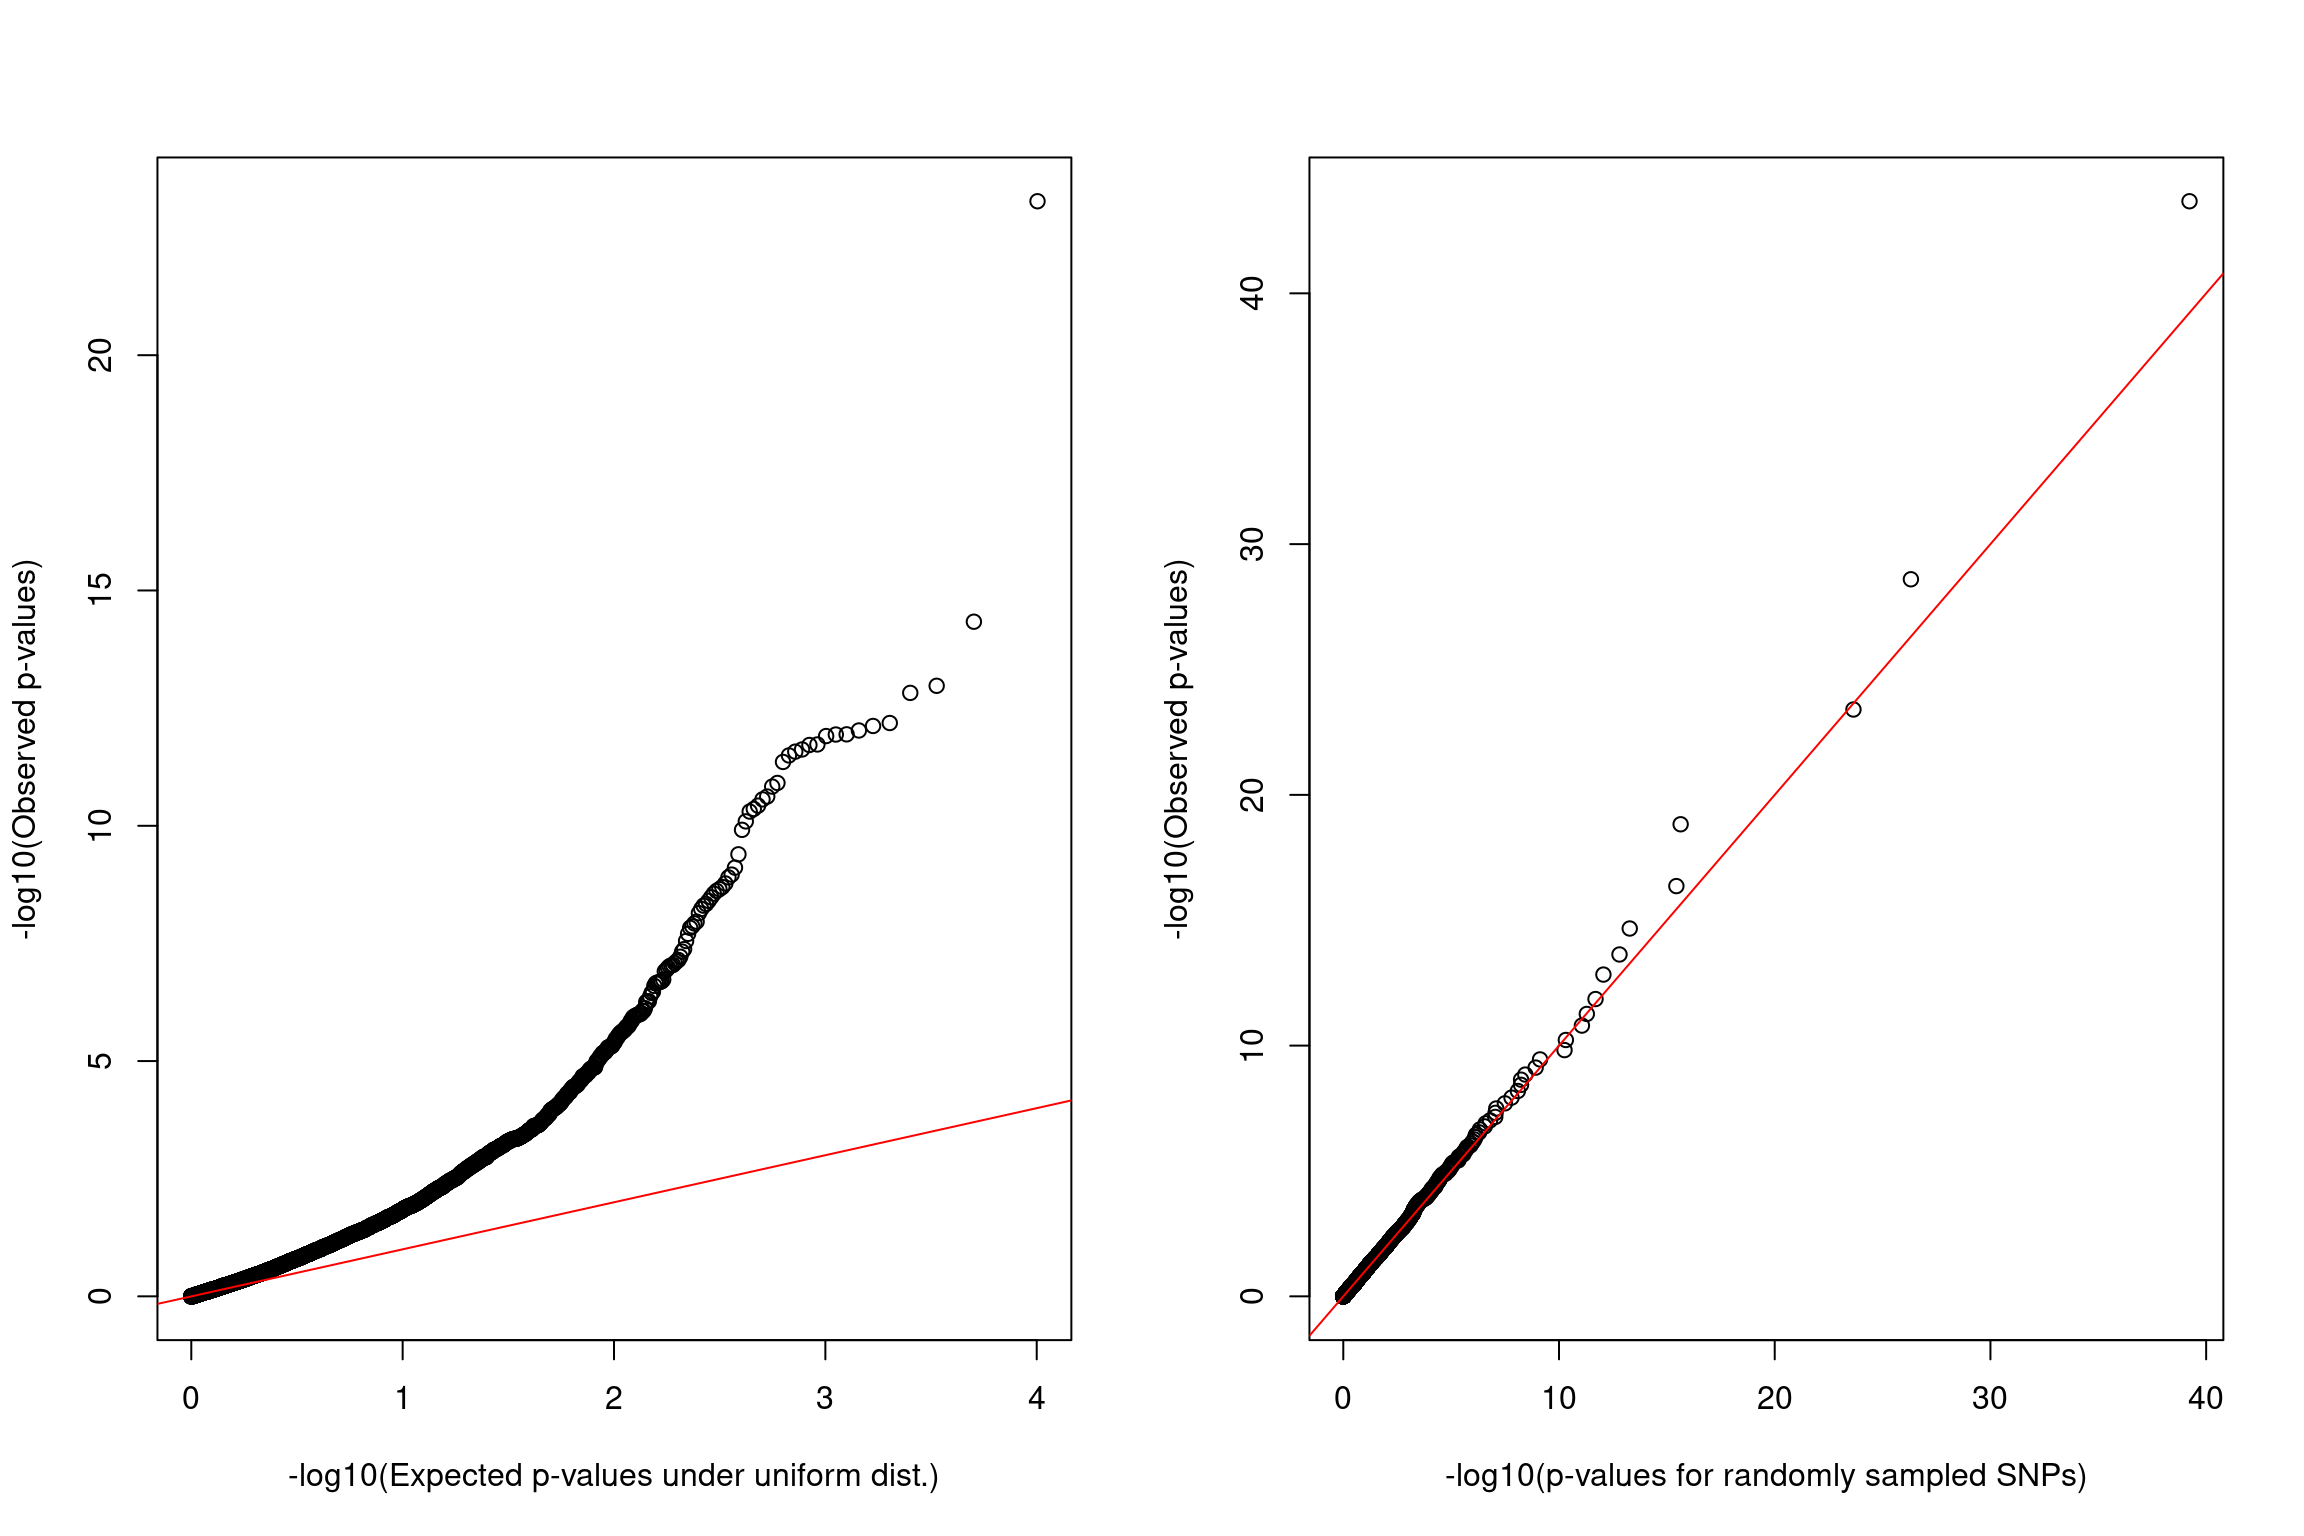 -log10(Observed p-values)
20
15
10
5
0
0 1 2 3 4
-log10(Expected p-values under uniform dist.)
-log10(Observed p-values)
40
30
20
10
0
0 10 20 30 40
-log10(p-values for randomly sampled SNPs)